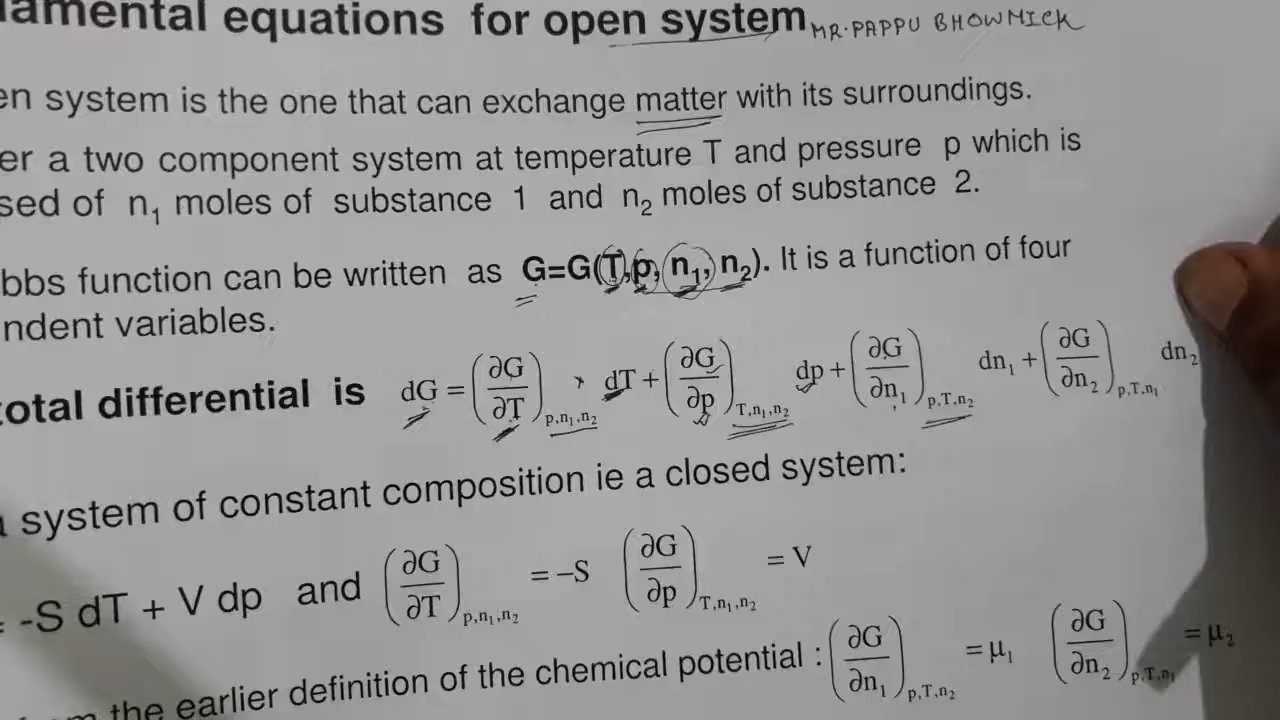 amental equations for open system MR. PAPPU BHOWMICK
en system is the one that can exchange matter with its surroundings.
er a two component system at temperature T and pressure p which is
sed of n₁ moles of substance 1 and n₂ moles of substance 2.
bbs function can be written as G=G(T,p, n₁, n₂). It is a function of four
ndent variables.
total differential is dG = (∂G/∂T)p,n₁,n₂ dT + (∂G/∂p)T,n₁,n₂ dp + (∂G/∂n₁)p,T,n₂ dn₁ + (∂G/∂n₂)p,T,n₁ dn₂
a system of constant composition ie a closed system:
= -S dT + V dp and (∂G/∂T)p,n₁,n₂ = –S (∂G/∂p)T,n₁,n₂ = V
the earlier definition of the chemical potential : (∂G/∂n₁)p,T,n₂ = μ₁ (∂G/∂n₂)p,T,n₁ = μ₂